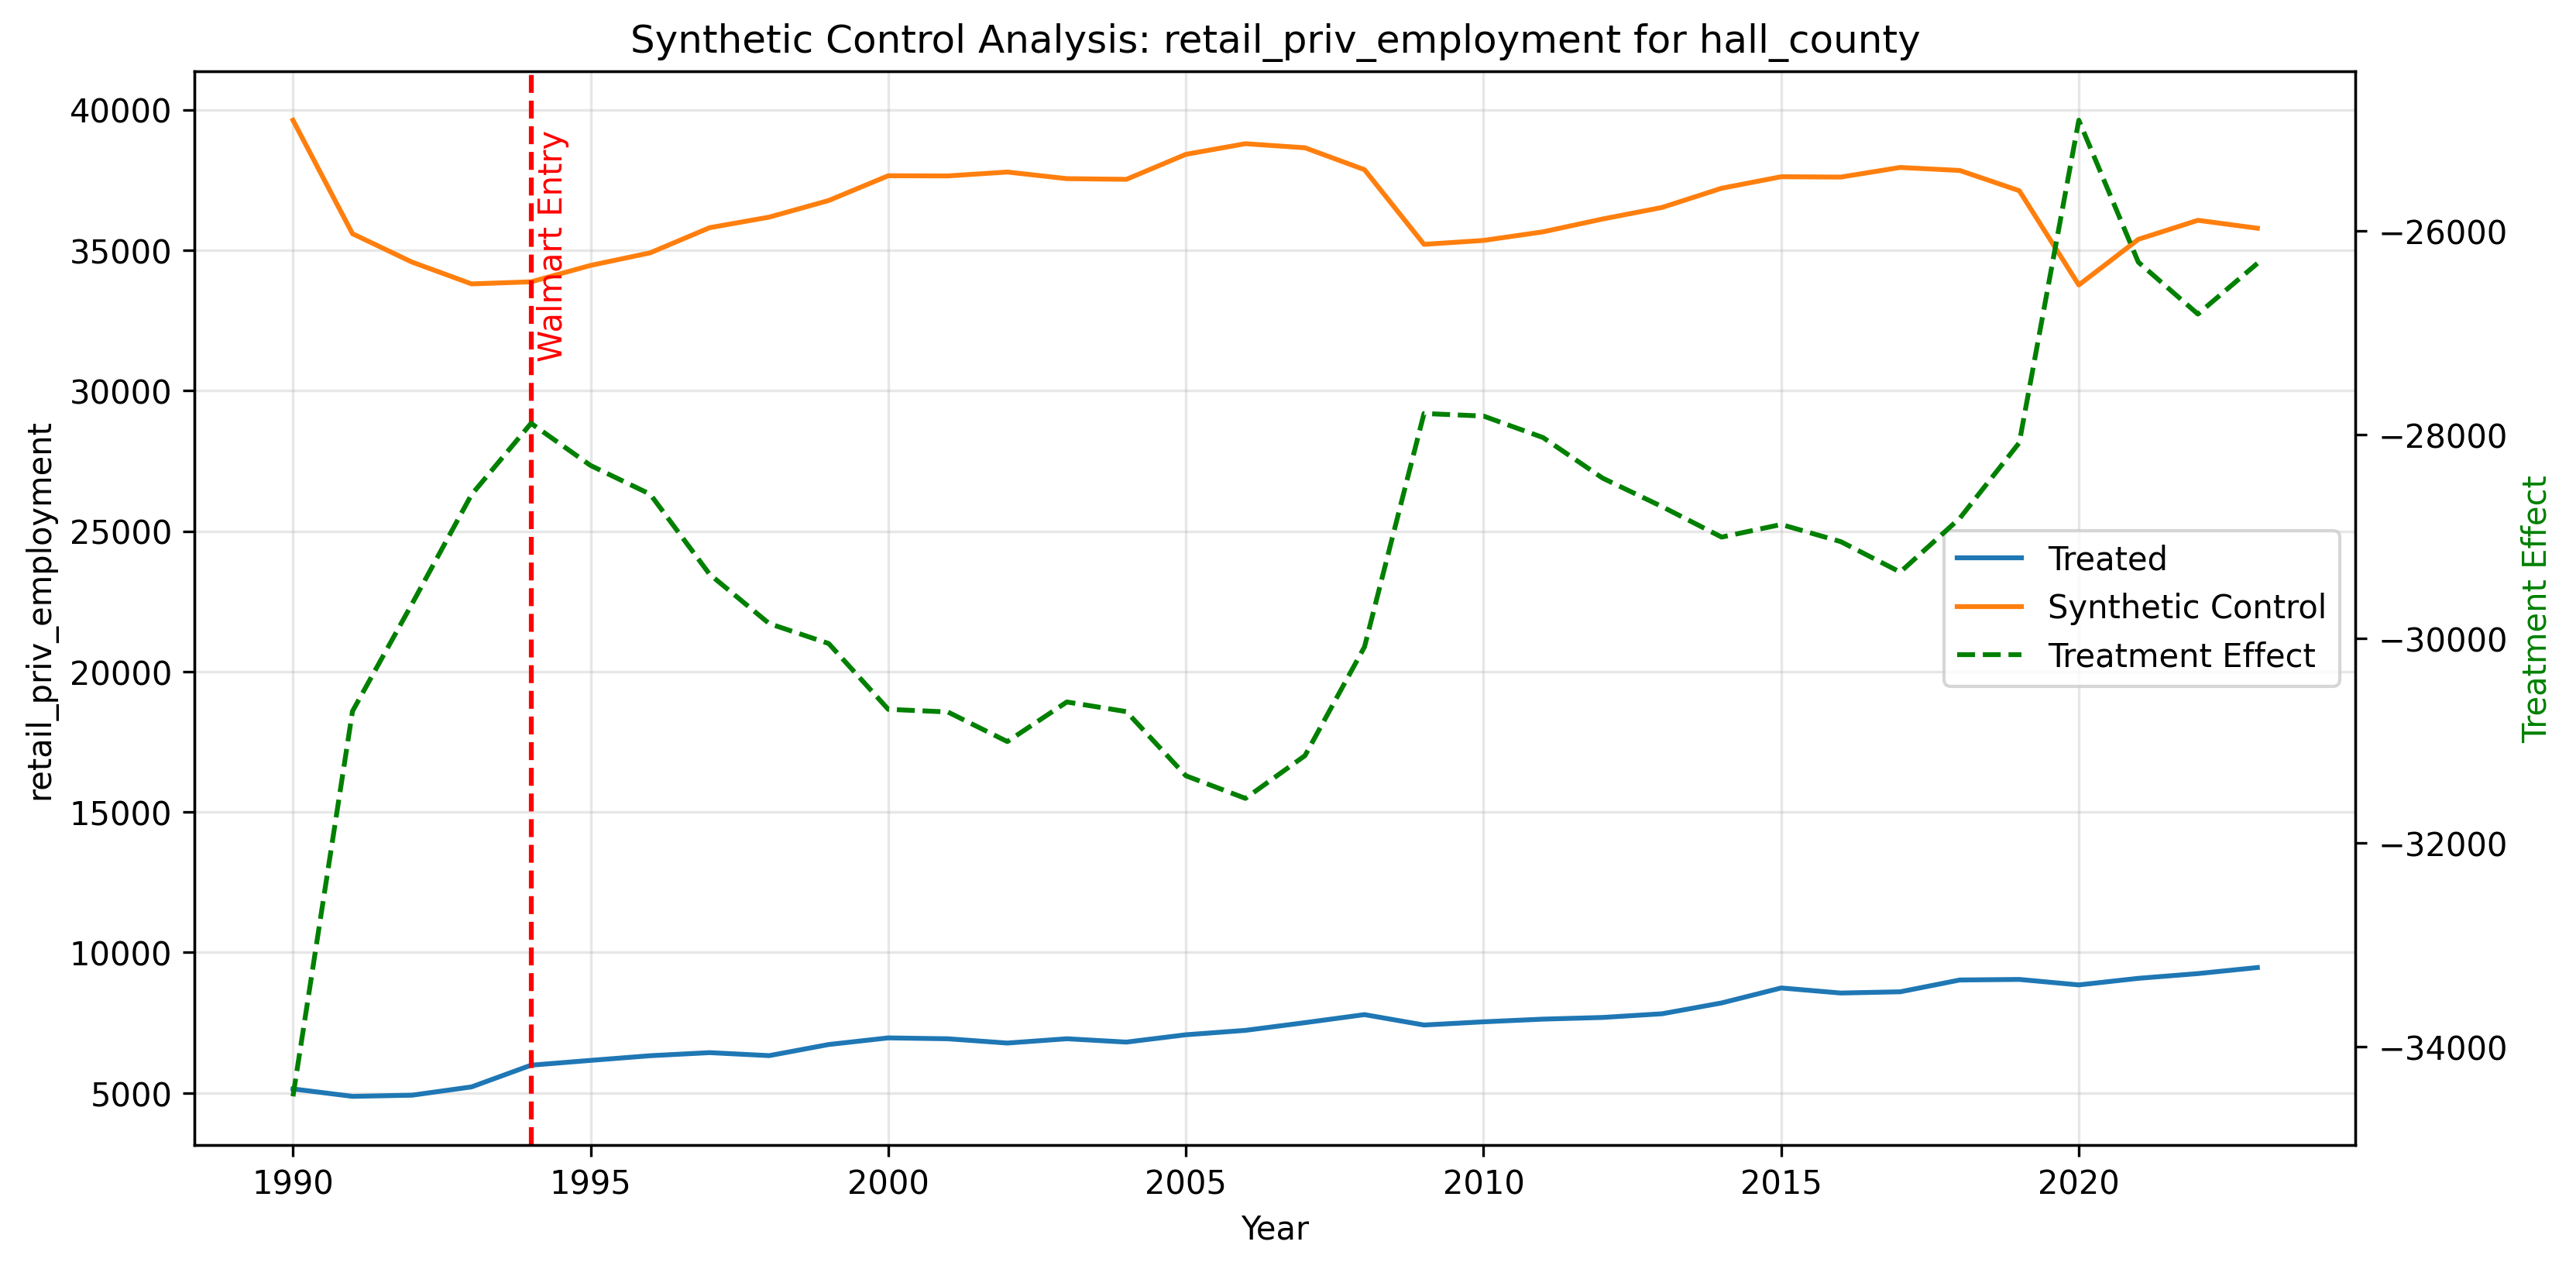 Synthetic Control Analysis: retail_priv_employment for hall_county
retail_priv_employment
40000
35000
30000
25000
20000
15000
10000
5000
Walmart Entry
Treated
Synthetic Control
Treatment Effect
−26000
−28000
−30000
−32000
−34000
Treatment Effect
1990
1995
2000
2005
2010
2015
2020
Year